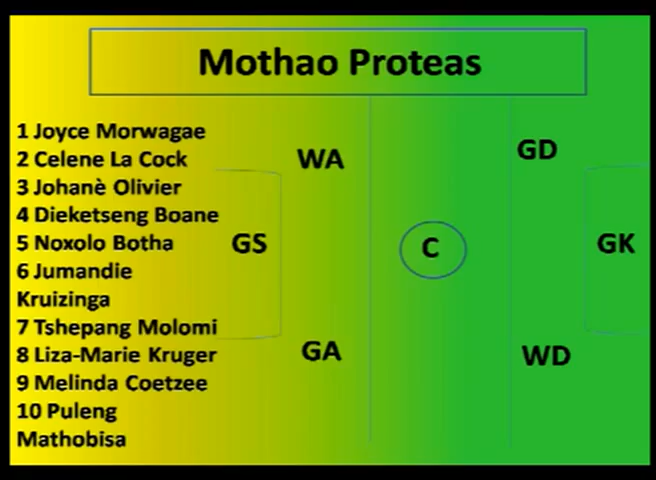 Mothao Proteas
1 Joyce Morwagae
2 Celene La Cock
3 Johanè Olivier
4 Dieketseng Boane
5 Noxolo Botha
6 Jumandie
Kruizinga
7 Tshepang Molomi
8 Liza-Marie Kruger
9 Melinda Coetzee
10 Puleng
Mathobisa
WA
GS
GA
C
GD
GK
WD